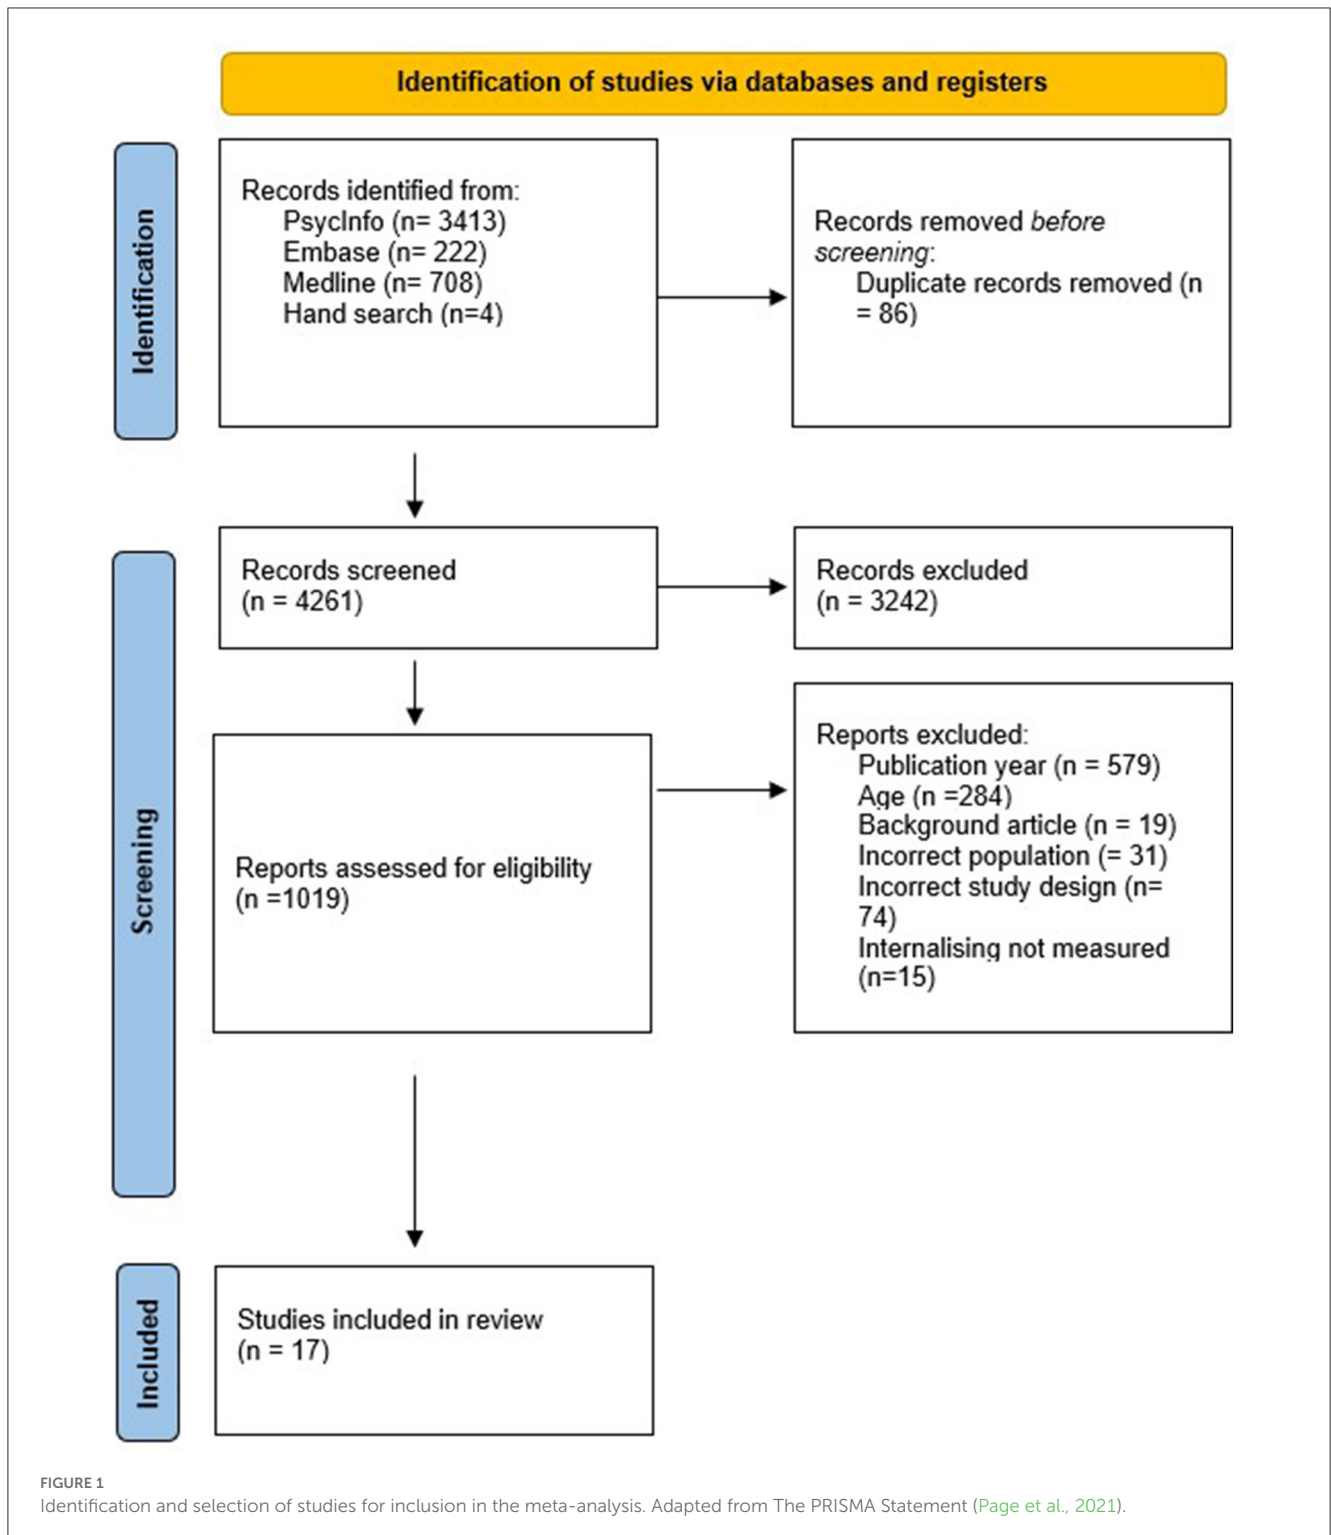 Identification of studies via databases and registers
Identification
Records identified from:
PsycInfo (n= 3413)
Embase (n= 222)
Medline (n= 708)
Hand search (n=4)
Records removed before
screening:
Duplicate records removed (n
= 86)
Screening
Records screened
(n = 4261)
Records excluded
(n = 3242)
Reports assessed for eligibility
(n =1019)
Reports excluded:
Publication year (n = 579)
Age (n =284)
Background article (n = 19)
Incorrect population (= 31)
Incorrect study design (n=
74)
Internalising not measured
(n=15)
Included
Studies included in review
(n = 17)
FIGURE 1
Identification and selection of studies for inclusion in the meta-analysis. Adapted from The PRISMA Statement (Page et al., 2021).